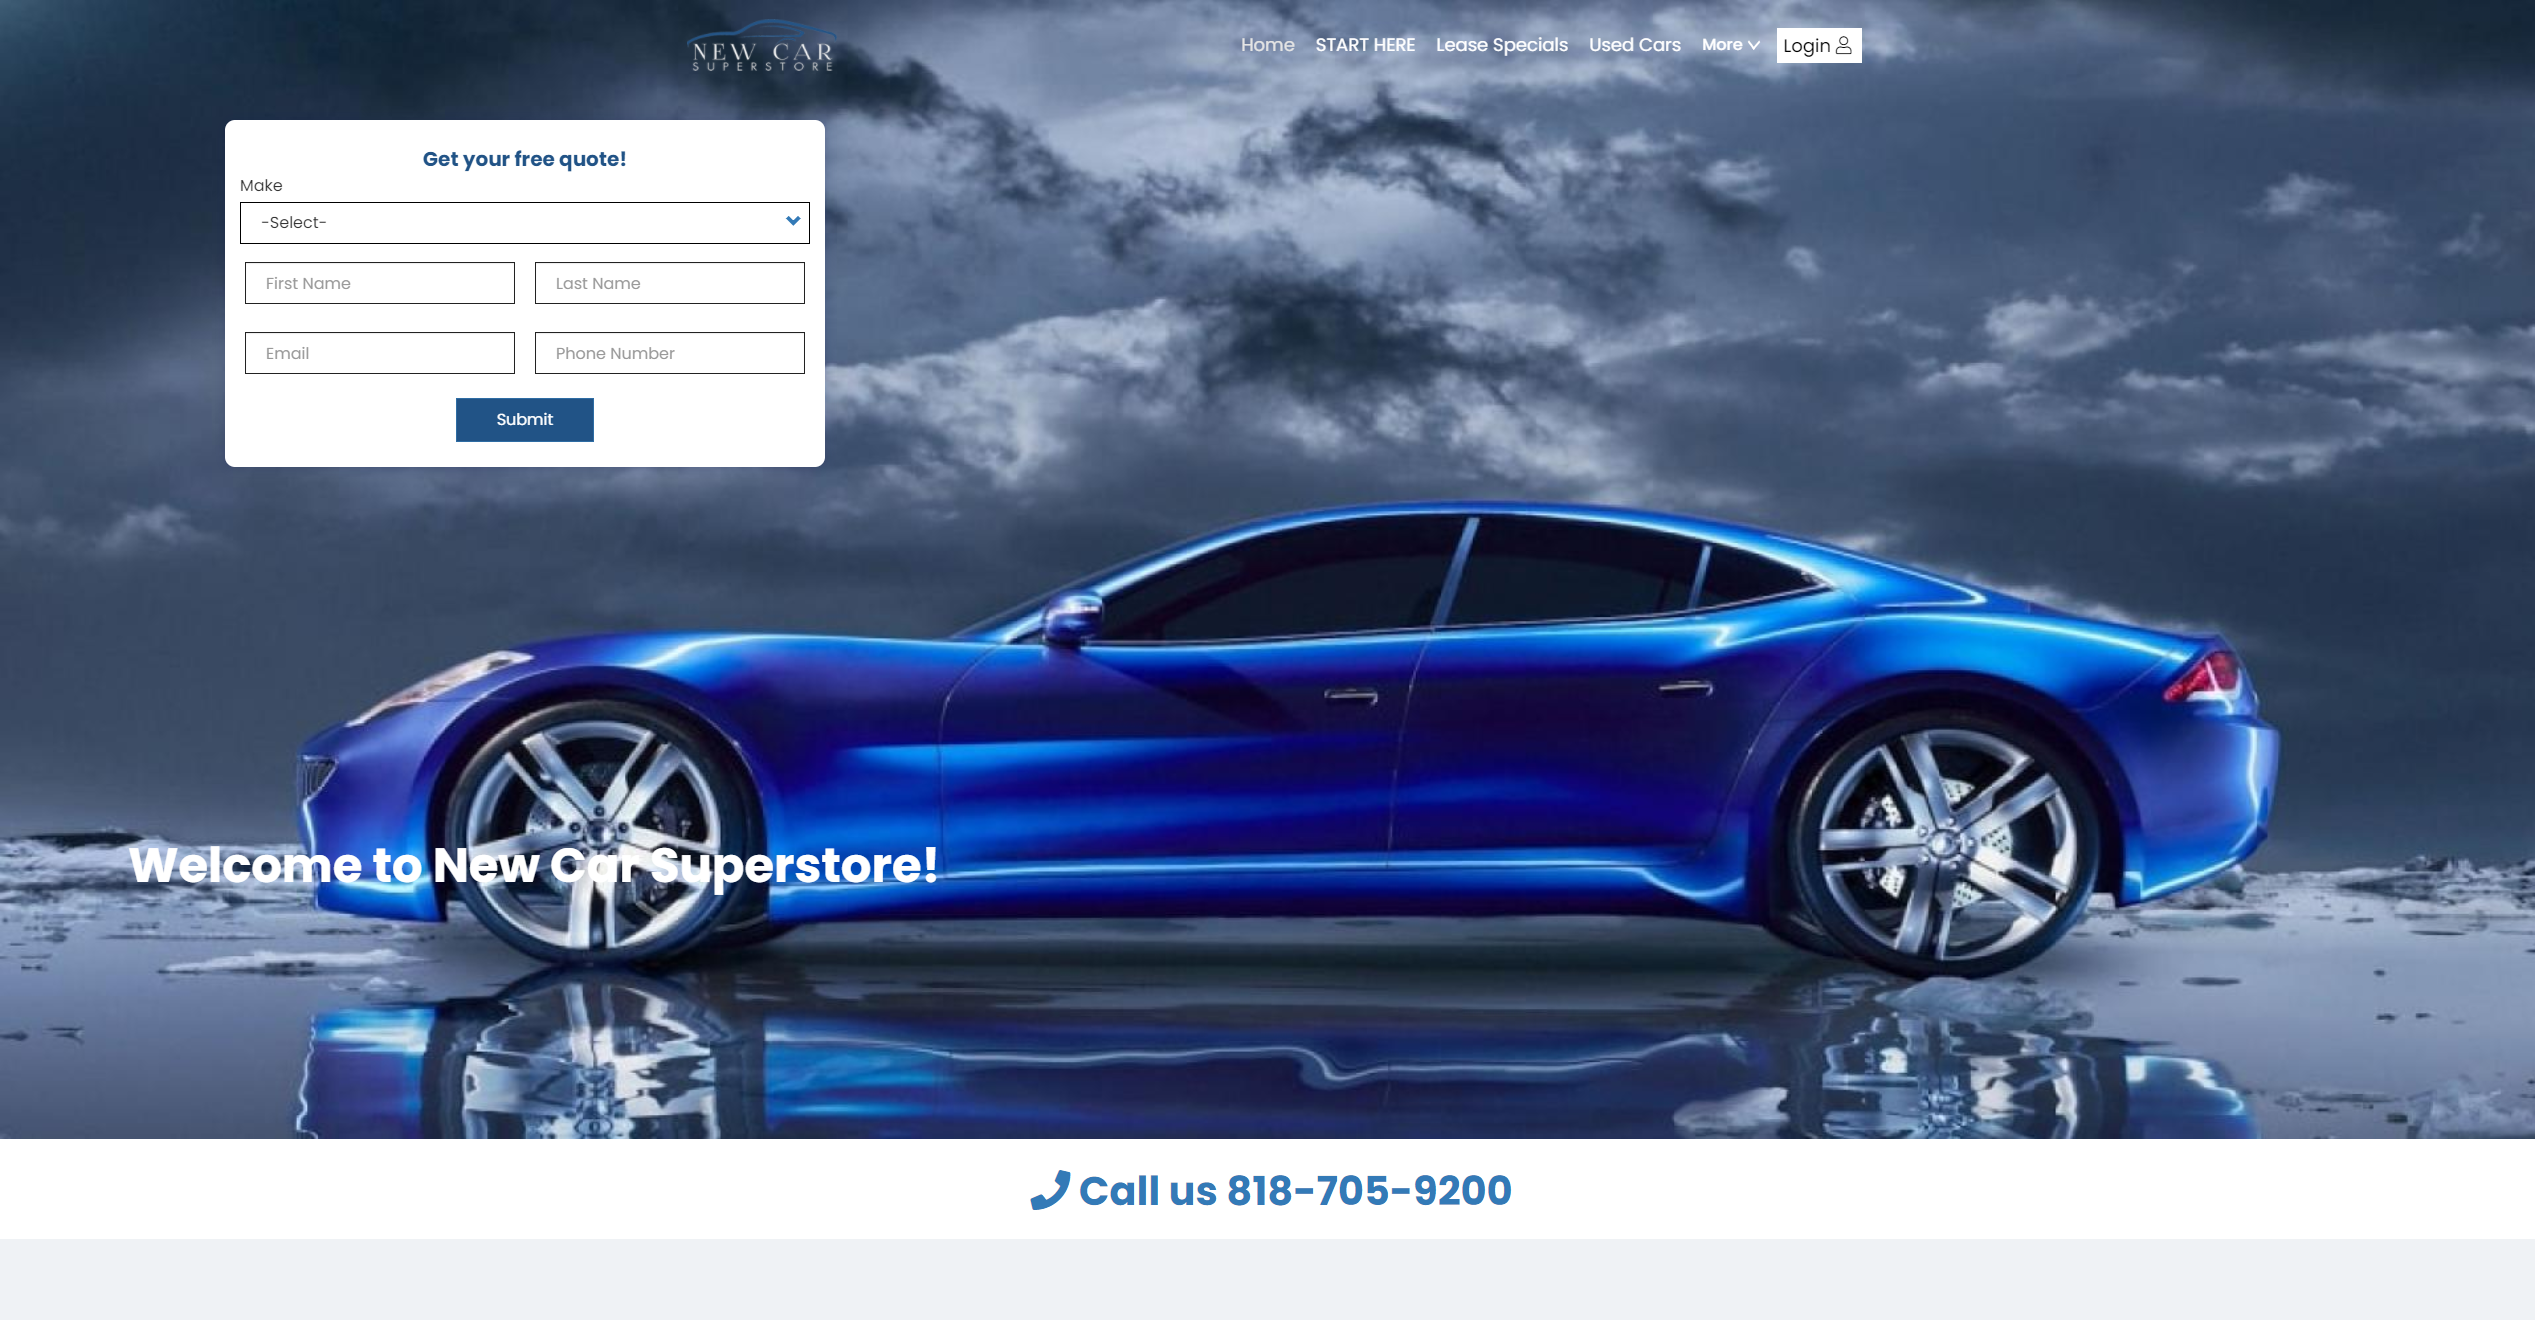 NEW CAR
SUPERSTORE
Home START HERE Lease Specials Used Cars More Login
Get your free quote!
Make
-Select-
First Name Last Name
Email Phone Number
Submit
Welcome to New Car Superstore!
Call us 818-705-9200